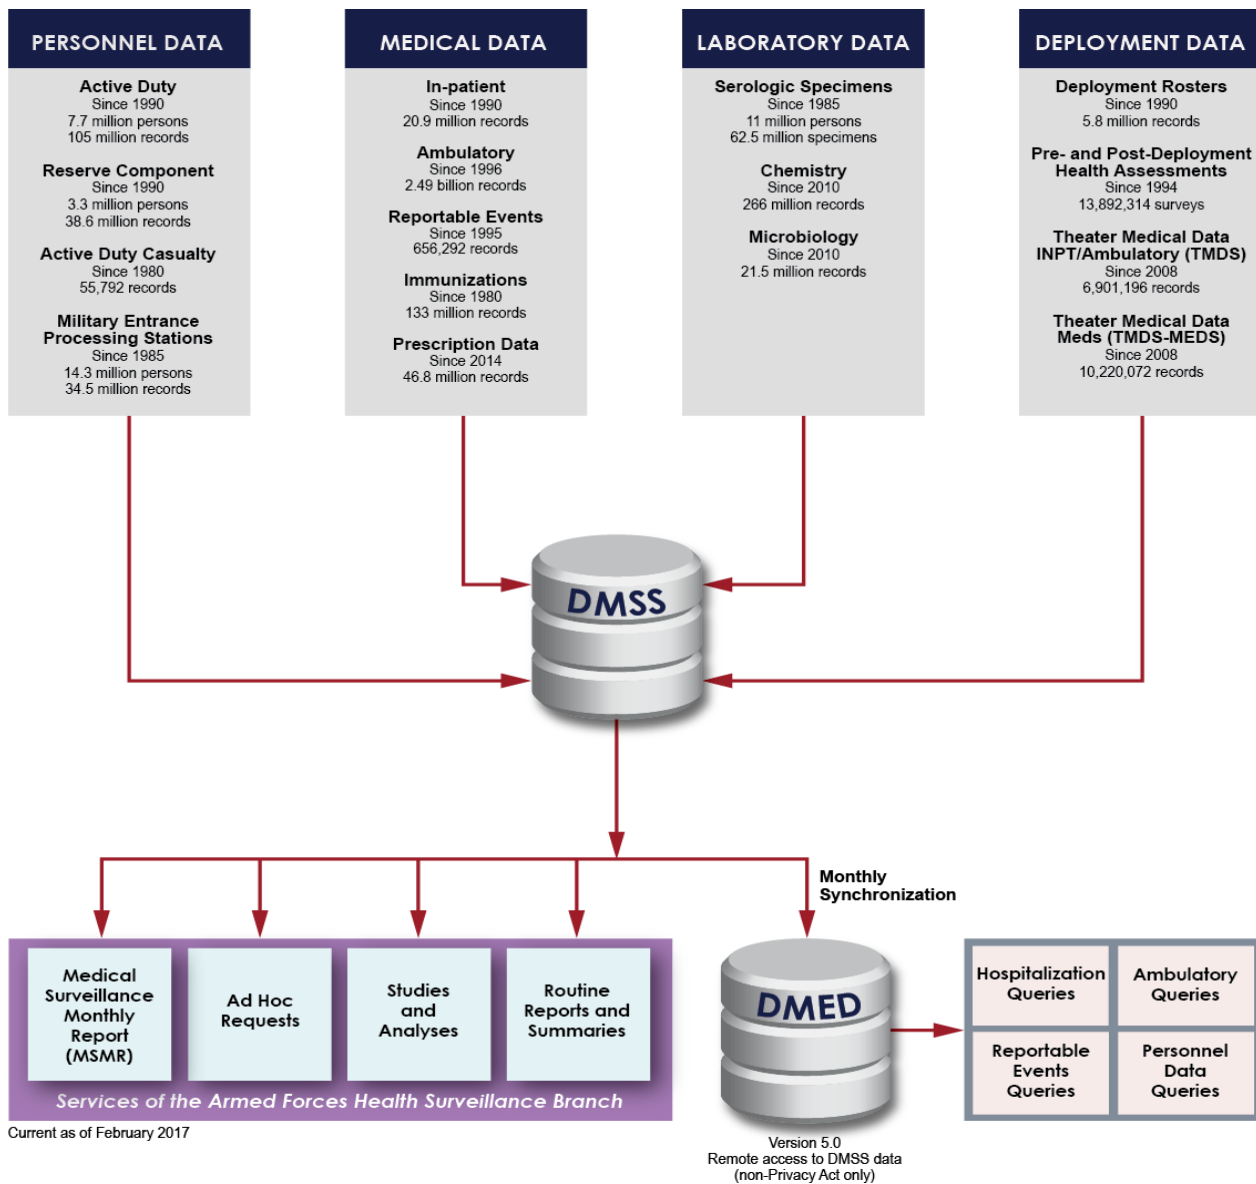 PERSONNEL DATA
Active Duty
Since 1990
7.7 million persons
105 million records
Reserve Component
Since 1990
3.3 million persons
38.6 million records
Active Duty Casualty
Since 1980
55,792 records
Military Entrance
Processing Stations
Since 1985
14.3 million persons
34.5 million records
MEDICAL DATA
In-patient
Since 1990
20.9 million records
Ambulatory
Since 1996
2.49 billion records
Reportable Events
Since 1995
656,292 records
Immunizations
Since 1980
133 million records
Prescription Data
Since 2014
46.8 million records
LABORATORY DATA
Serologic Specimens
Since 1985
11 million persons
62.5 million specimens
Chemistry
Since 2010
266 million records
Microbiology
Since 2010
21.5 million records
DEPLOYMENT DATA
Deployment Rosters
Since 1990
5.8 million records
Pre- and Post-Deployment
Health Assessments
Since 1994
13,892,314 surveys
Theater Medical Data
INPT/Ambulatory (TMDS)
Since 2008
6,901,196 records
Theater Medical Data
Meds (TMDS-MEDS)
Since 2008
10,220,072 records
DMSS
Monthly
Synchronization
Medical
Surveillance
Monthly
Report
(MSMR)
Ad Hoc
Requests
Studies
and
Analyses
Routine
Reports and
Summaries
Services of the Armed Forces Health Surveillance Branch
Current as of February 2017
DMED
Version 5.0
Remote access to DMSS data
(non-Privacy Act only)
Hospitalization
Queries
Ambulatory
Queries
Reportable
Events
Queries
Personnel
Data
Queries